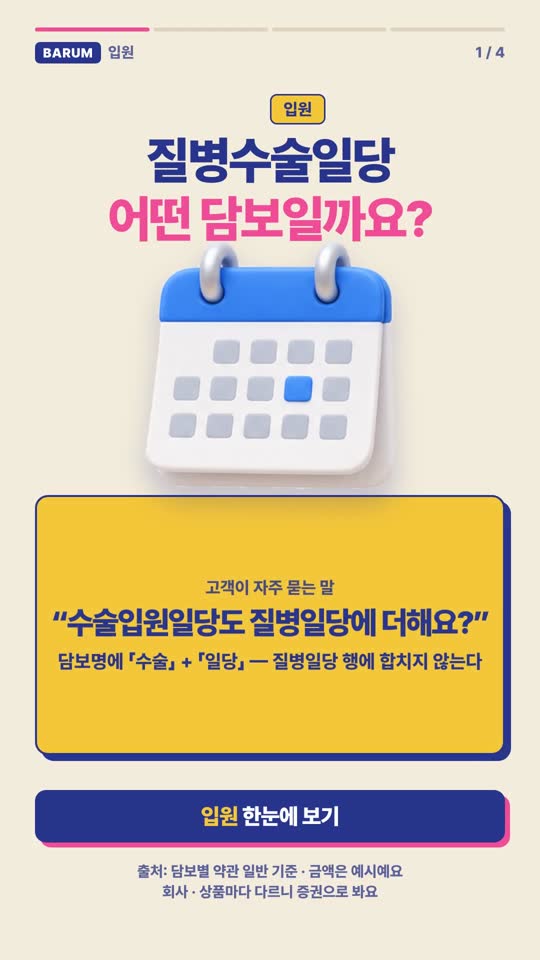 BARUM 입원 1 / 4
입원
질병수술일당
어떤 담보일까요?
고객이 자주 묻는 말
“수술입원일당도 질병일당에 더해요?”
담보명에 「수술」 + 「일당」 — 질병일당 행에 합치지 않는다
입원 한눈에 보기
출처: 담보별 약관 일반 기준 · 금액은 예시예요
회사 · 상품마다 다르니 증권으로 봐요